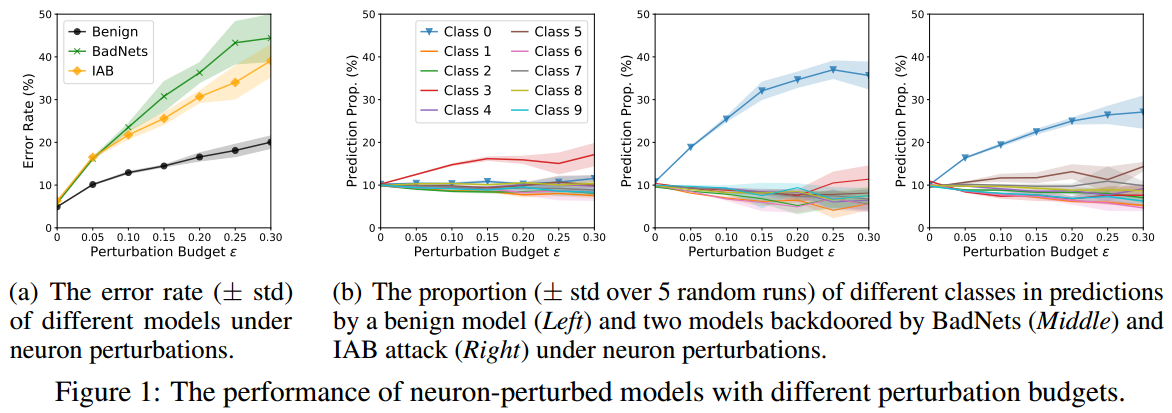 50
40
30
20
10
0
Error Rate (%)
Benign
BadNets
IAB
0 0.05 0.10 0.15 0.20 0.25 0.30
Perturbation Budget ε
50
40
30
20
10
0
Prediction Prop. (%)
Class 0 Class 5
Class 1 Class 6
Class 2 Class 7
Class 3 Class 8
Class 4 Class 9
0 0.05 0.10 0.15 0.20 0.25 0.30
Perturbation Budget ε
50
40
30
20
10
0
Prediction Prop. (%)
0 0.05 0.10 0.15 0.20 0.25 0.30
Perturbation Budget ε
50
40
30
20
10
0
Prediction Prop. (%)
0 0.05 0.10 0.15 0.20 0.25 0.30
Perturbation Budget ε
(a) The error rate (± std)
of different models under
neuron perturbations.
(b) The proportion (± std over 5 random runs) of different classes in predictions
by a benign model (Left) and two models backdoored by BadNets (Middle) and
IAB attack (Right) under neuron perturbations.
Figure 1: The performance of neuron-perturbed models with different perturbation budgets.